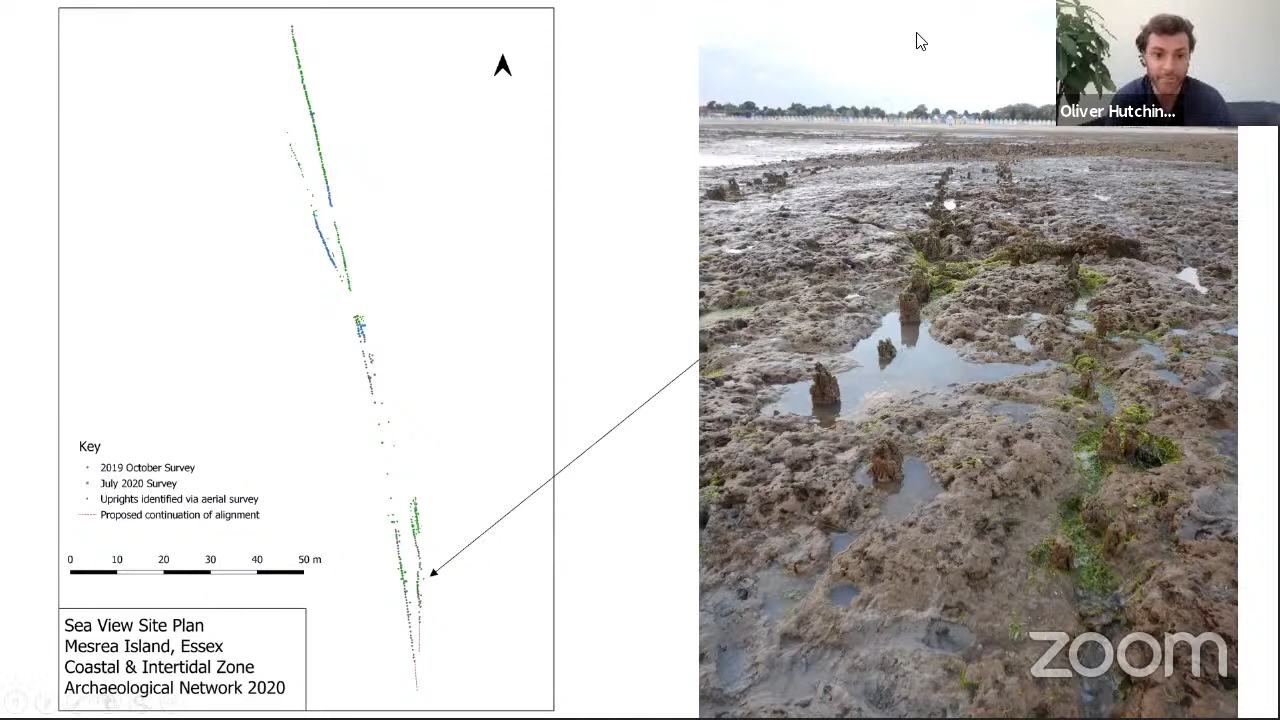 Key
2019 October Survey
July 2020 Survey
Uprights identified via aerial survey
Proposed continuation of alignment
0 10 20 30 40 50 m
Sea View Site Plan
Mesrea Island, Essex
Coastal & Intertidal Zone
Archaeological Network 2020
Oliver Hutchin...
zoom